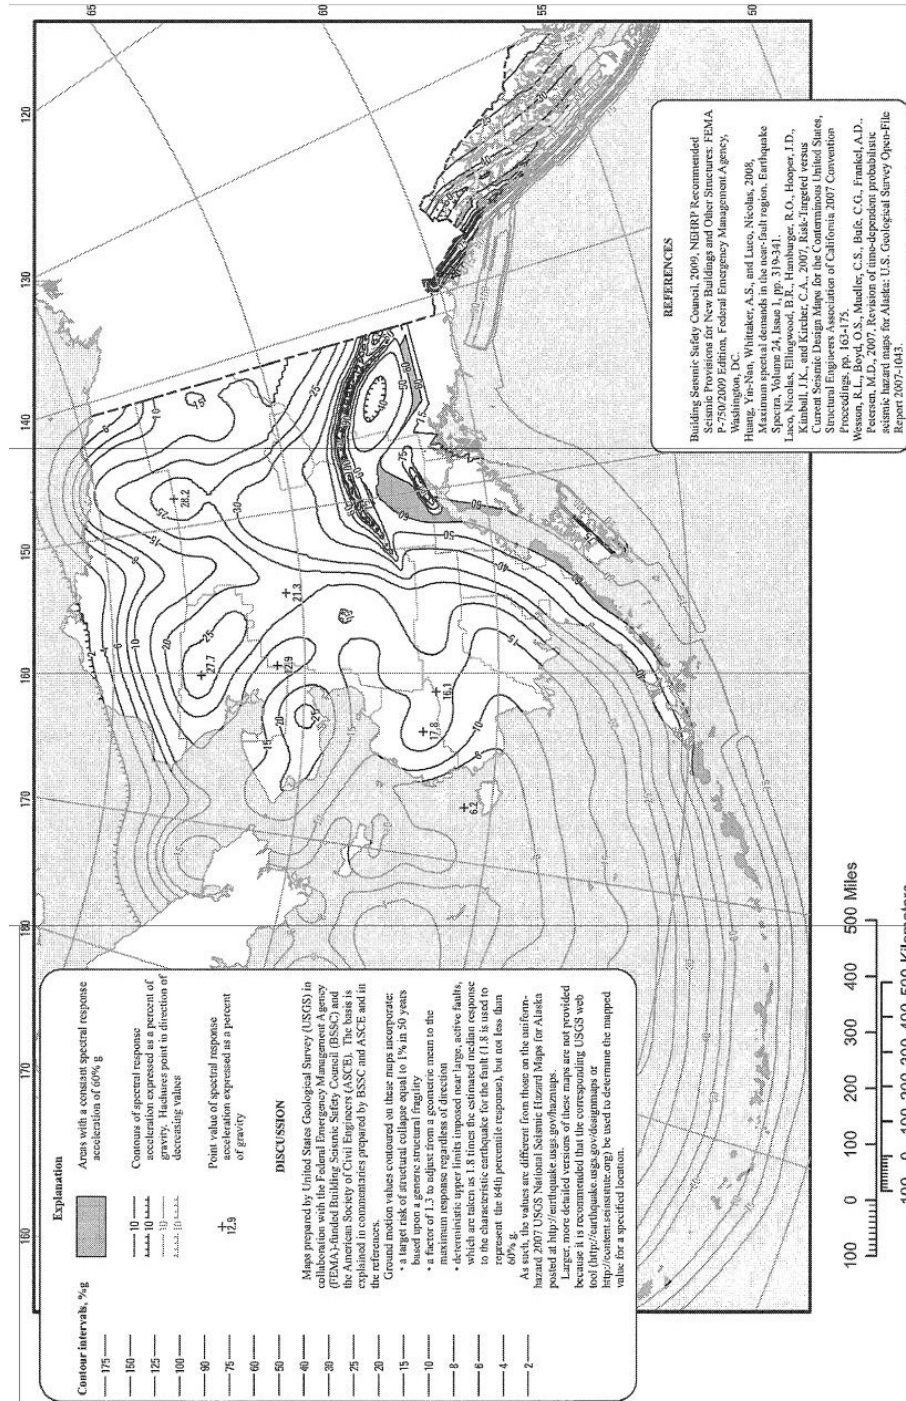 Explanation
Areas with a constant spectral response
acceleration of 60% g
Contours of spectral response
acceleration expressed as a percent of
gravity. Hachures point in direction of
decreasing values
10
10
10
10
Point value of spectral response
acceleration expressed as a percent
of gravity
+
12.9
Contour intervals, %g
175
150
125
100
90
75
60
50
40
30
25
20
15
10
8
6
4
2
DISCUSSION
Maps prepared by United States Geological Survey (USGS) in
collaboration with the Federal Emergency Management Agency
(FEMA)-funded Building Seismic Safety Council (BSSC) and
the American Society of Civil Engineers (ASCE). The basis is
explained in commentaries prepared by BSSC and ASCE and in
the references.
Ground motion values contoured on these maps incorporate:
• a target risk of structural collapse equal to 1% in 50 years
based upon a generic structural fragility
• a factor of 1.3 to adjust from a geometric mean to the
maximum response regardless of direction
• deterministic upper limits imposed near large, active faults,
which are taken as 1.8 times the estimated median response
to the characteristic earthquake for the fault (1.8 is used to
represent the 84th percentile response), but not less than
60% g.
As such, the values are different from those on the uniform-
hazard 2007 USGS National Seismic Hazard Maps for Alaska
posted at http://earthquake.usgs.gov/hazmaps.
Larger, more detailed versions of these maps are not provided
because it is recommended that the corresponding USGS web
tool (http://earthquake.usgs.gov/designmaps or
http://content.seinstitute.org) be used to determine the mapped
value for a specified location.
160
170
180
170
160
150
140
130
120
65
60
55
50
28.2
27.7
21.3
12.9
16.1
17.8
6.2
REFERENCES
Building Seismic Safety Council, 2009, NEHRP Recommended
Seismic Provisions for New Buildings and Other Structures: FEMA
P-750/2009 Edition, Federal Emergency Management Agency,
Washington, DC.
Huang, Yin-Nan, Whittaker, A.S., and Luco, Nicolas, 2008,
Maximum spectral demands in the near-fault region, Earthquake
Spectra, Volume 24, Issue 1, pp. 319-341.
Luco, Nicolas, Ellingwood, B.R., Hamburger, R.O., Hooper, J.D.,
Kimball, J.K., and Kircher, C.A., 2007, Risk-Targeted versus
Current Seismic Design Maps for the Conterminous United States,
Structural Engineers Association of California 2007 Convention
Proceedings, pp. 163-175.
Wesson, R.L., Boyd, O.S., Mueller, C.S., Bufe, C.G., Frankel, A.D.,
Petersen, M.D., 2007, Revision of time-dependent probabilistic
seismic hazard maps for Alaska: U.S. Geological Survey Open-File
Report 2007-1043.
100 0 100 200 300 400 500 Miles
100 0 100 200 300 400 500 Kilometers